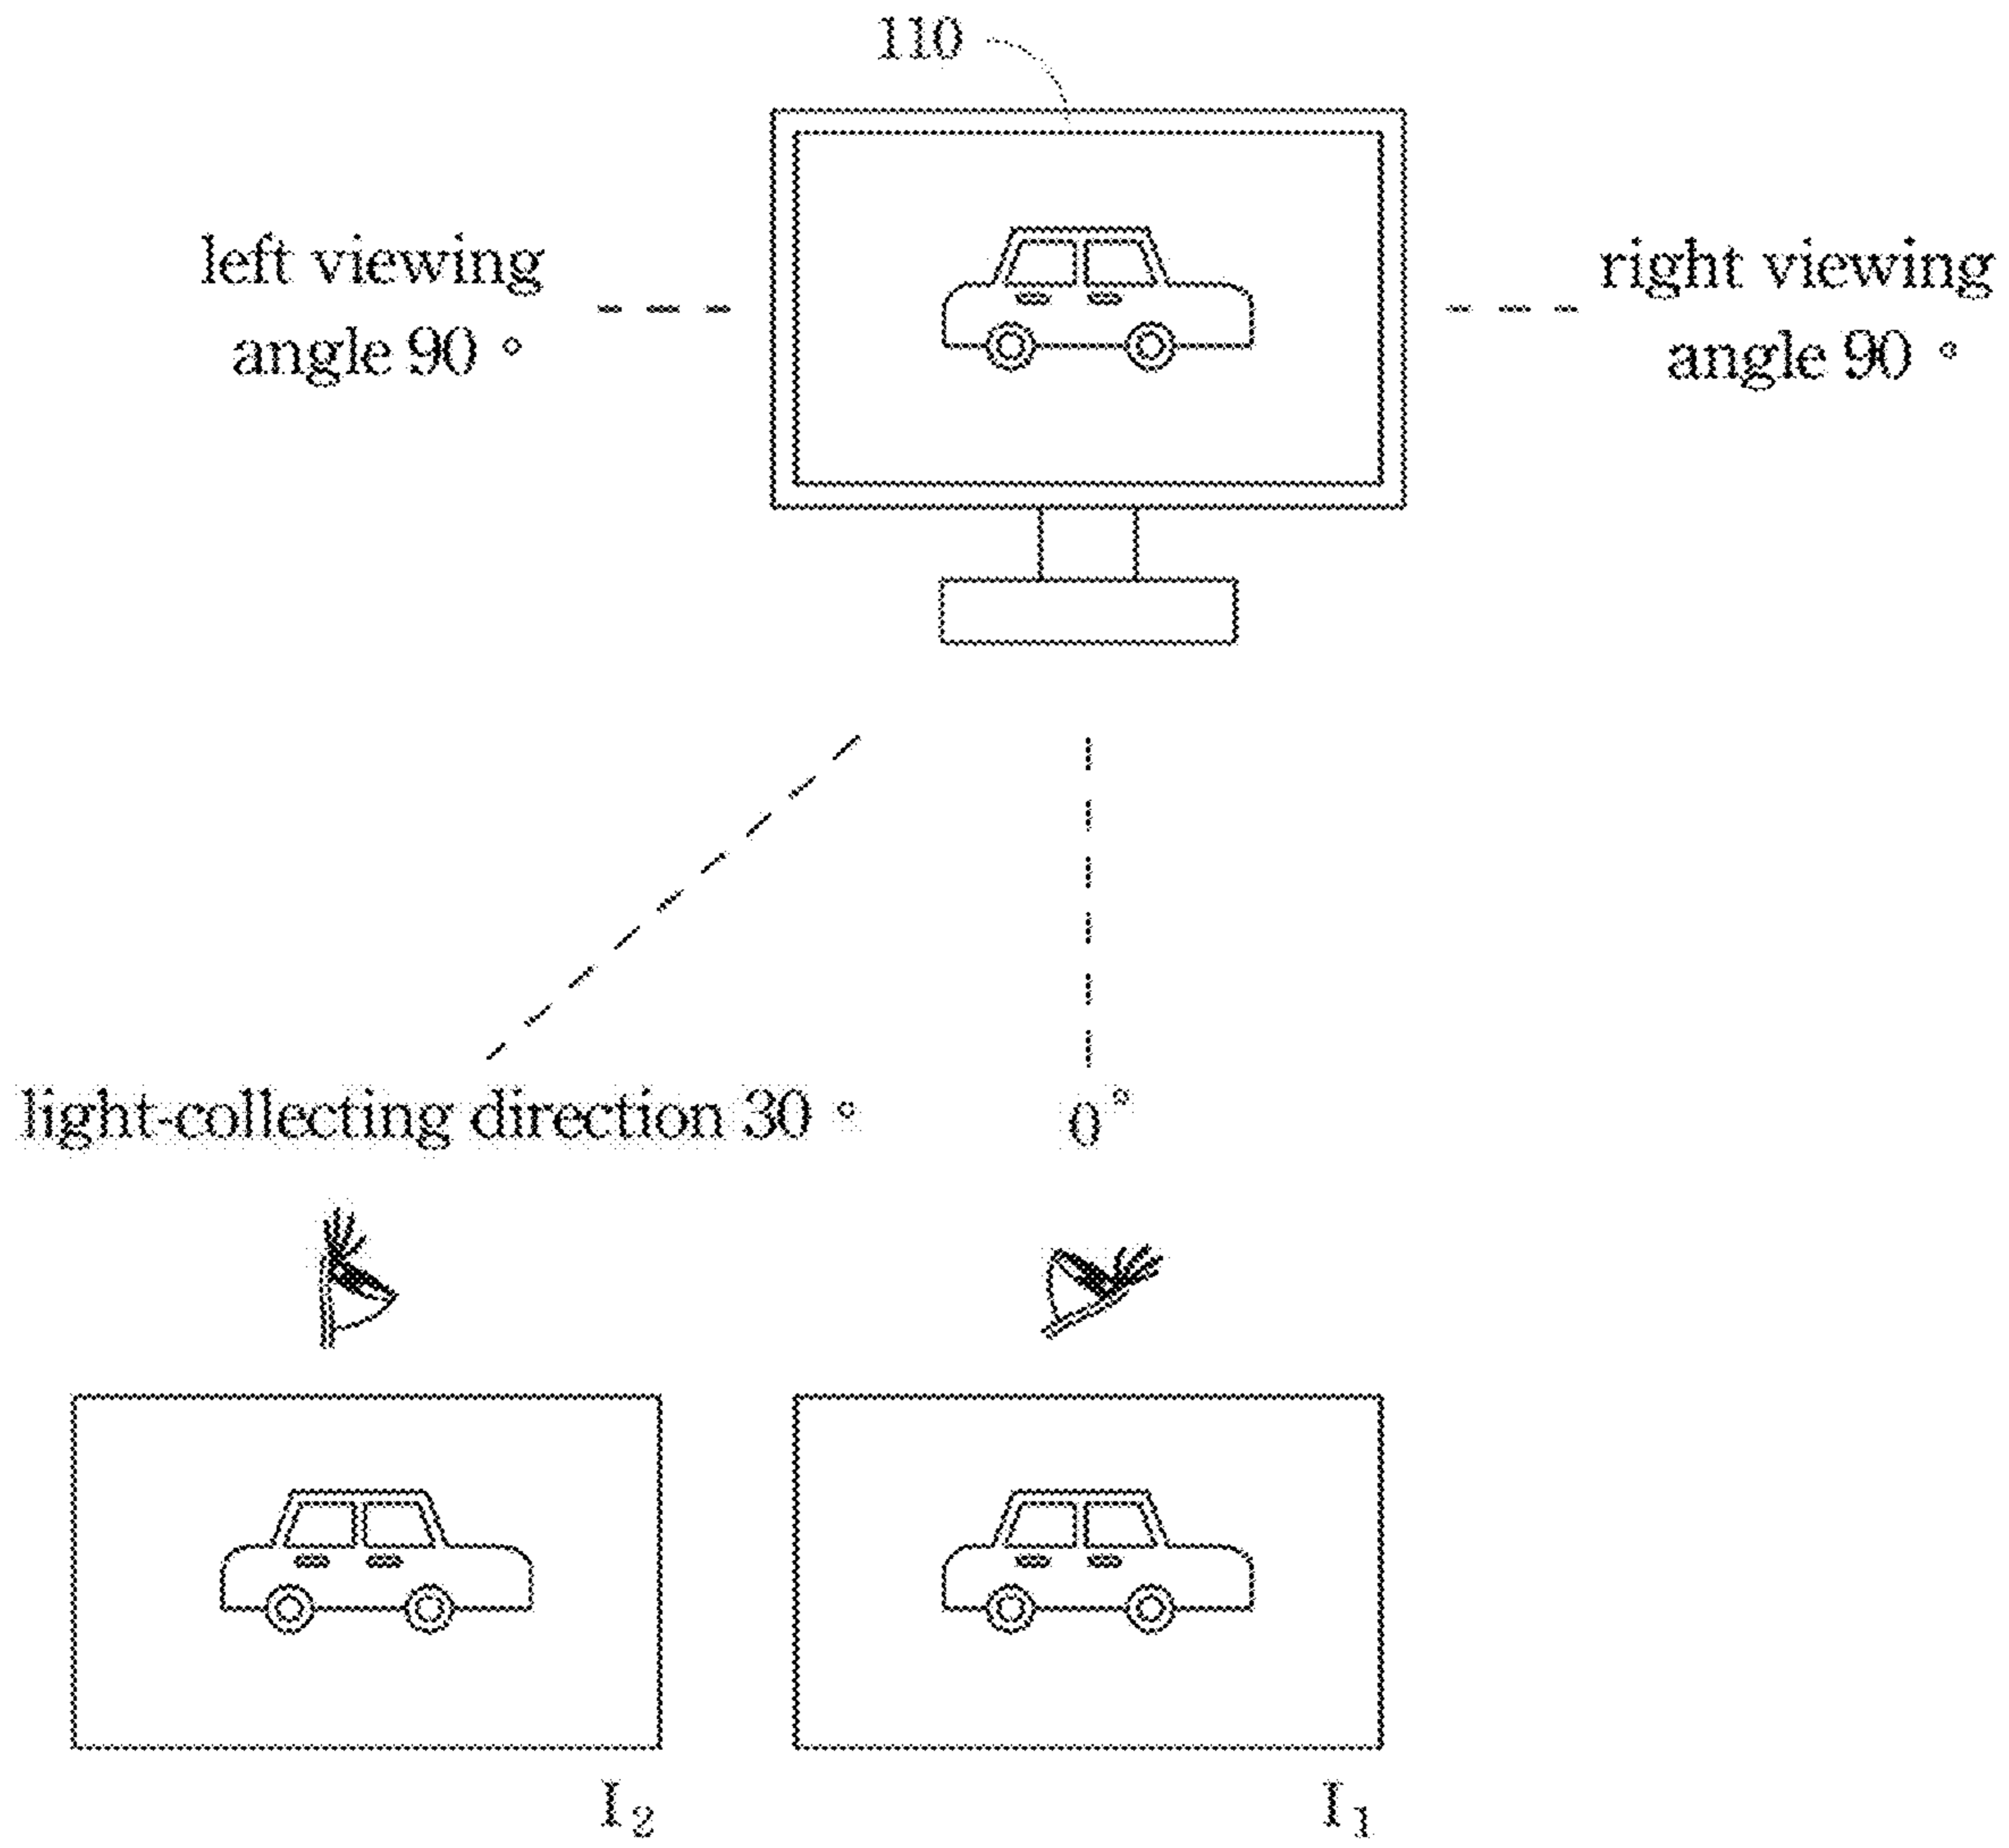 110
left viewing
angle 90°
right viewing
angle 90°
light-collecting direction 30°
0°
I₂
I₁